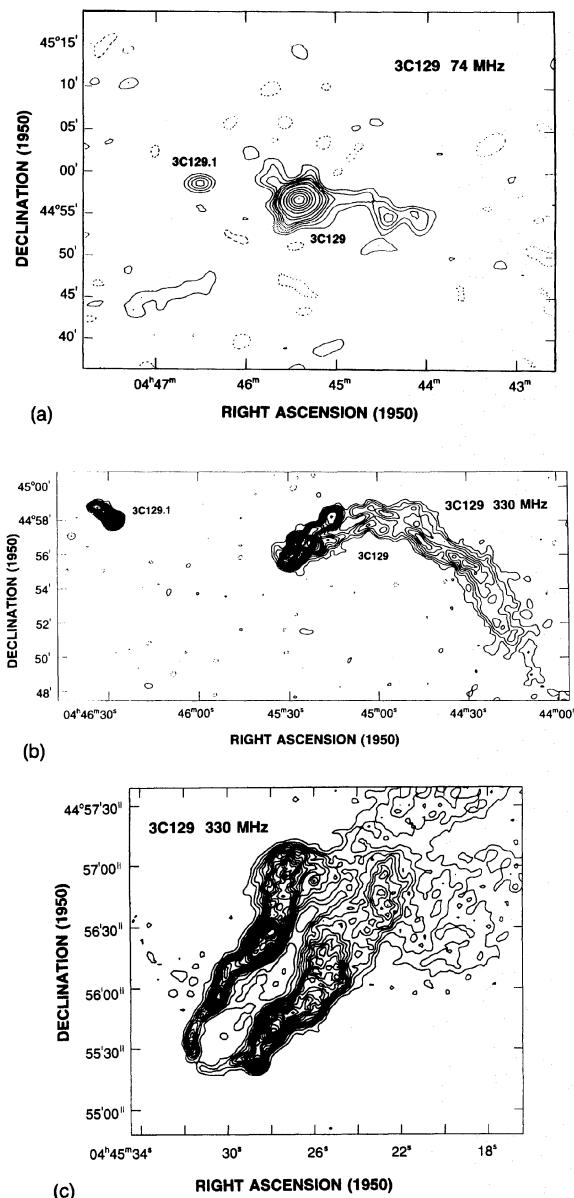 45°15'
3C129 74 MHz
10'
05'
3C129.1
00'
44°55'
3C129
50'
45'
40'
DECLINATION (1950)
04ʰ47ᵐ 46ᵐ 45ᵐ 44ᵐ 43ᵐ
RIGHT ASCENSION (1950)
(a)
45°00'
3C129.1
3C129 330 MHz
44°58'
56'
3C129
54'
52'
50'
48'
DECLINATION (1950)
04ʰ46ᵐ30ˢ 46ᵐ00ˢ 45ᵐ30ˢ 45ᵐ00ˢ 44ᵐ30ˢ 44ᵐ00ˢ
RIGHT ASCENSION (1950)
(b)
44°57'30"
3C129 330 MHz
57'00"
56'30"
56'00"
55'30"
55'00"
DECLINATION (1950)
04ʰ45ᵐ34ˢ 30ˢ 26ˢ 22ˢ 18ˢ
RIGHT ASCENSION (1950)
(c)